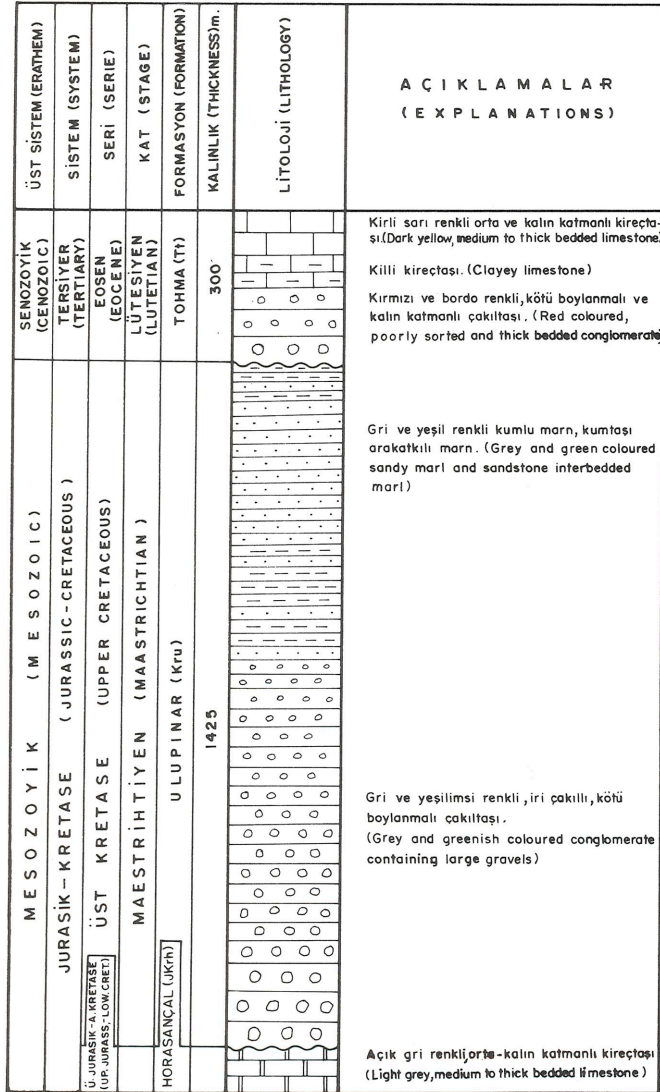 ÜST SİSTEM (ERATHEM)
SİSTEM (SYSTEM)
SERİ (SERIE)
KAT (STAGE)
FORMASYON (FORMATION)
KALINLIK (THICKNESS) m.
LİTOLOJİ (LITHOLOGY)
AÇIKLAMALAR
(EXPLANATIONS)
SENOZOYİK
(CENOZOIC)
TERSİYER
(TERTIARY)
EOSEN
(EOCENE)
LÜTESİYEN
(LUTETIAN)
TOHMA (Tt)
300
Kirli sarı renkli orta ve kalın katmanlı kireçta-
şı.(Dark yellow, medium to thick bedded limestone)
Killi kireçtaşı. (Clayey limestone)
Kırmızı ve bordo renkli, kötü boylanmalı ve
kalın katmanlı çakıltaşı. (Red coloured,
poorly sorted and thick bedded conglomerate)
MESOZOYİK (MESOZOIC)
JURASİK-KRETASE (JURASSIC-CRETACEOUS)
ÜST KRETASE (UPPER CRETACEOUS)
MAESTRİHTİYEN (MAASTRICHTIAN)
ULUPINAR (Kru)
1425
Gri ve yeşil renkli kumlu marn, kumtaşı
arakatkılı marn. (Grey and green coloured
sandy marl and sandstone interbedded
marl)
Gri ve yeşilimsi renkli, iri çakıllı, kötü
boylanmalı çakıltaşı.
(Grey and greenish coloured conglomerate
containing large gravels)
Ü. JURASİK-A.KRETASE
(UP. JURASS.-LOW.CRET.)
HORASANÇAL (JKrh)
Açık gri renkli, orta-kalın katmanlı kireçtaşı
(Light grey, medium to thick bedded limestone)